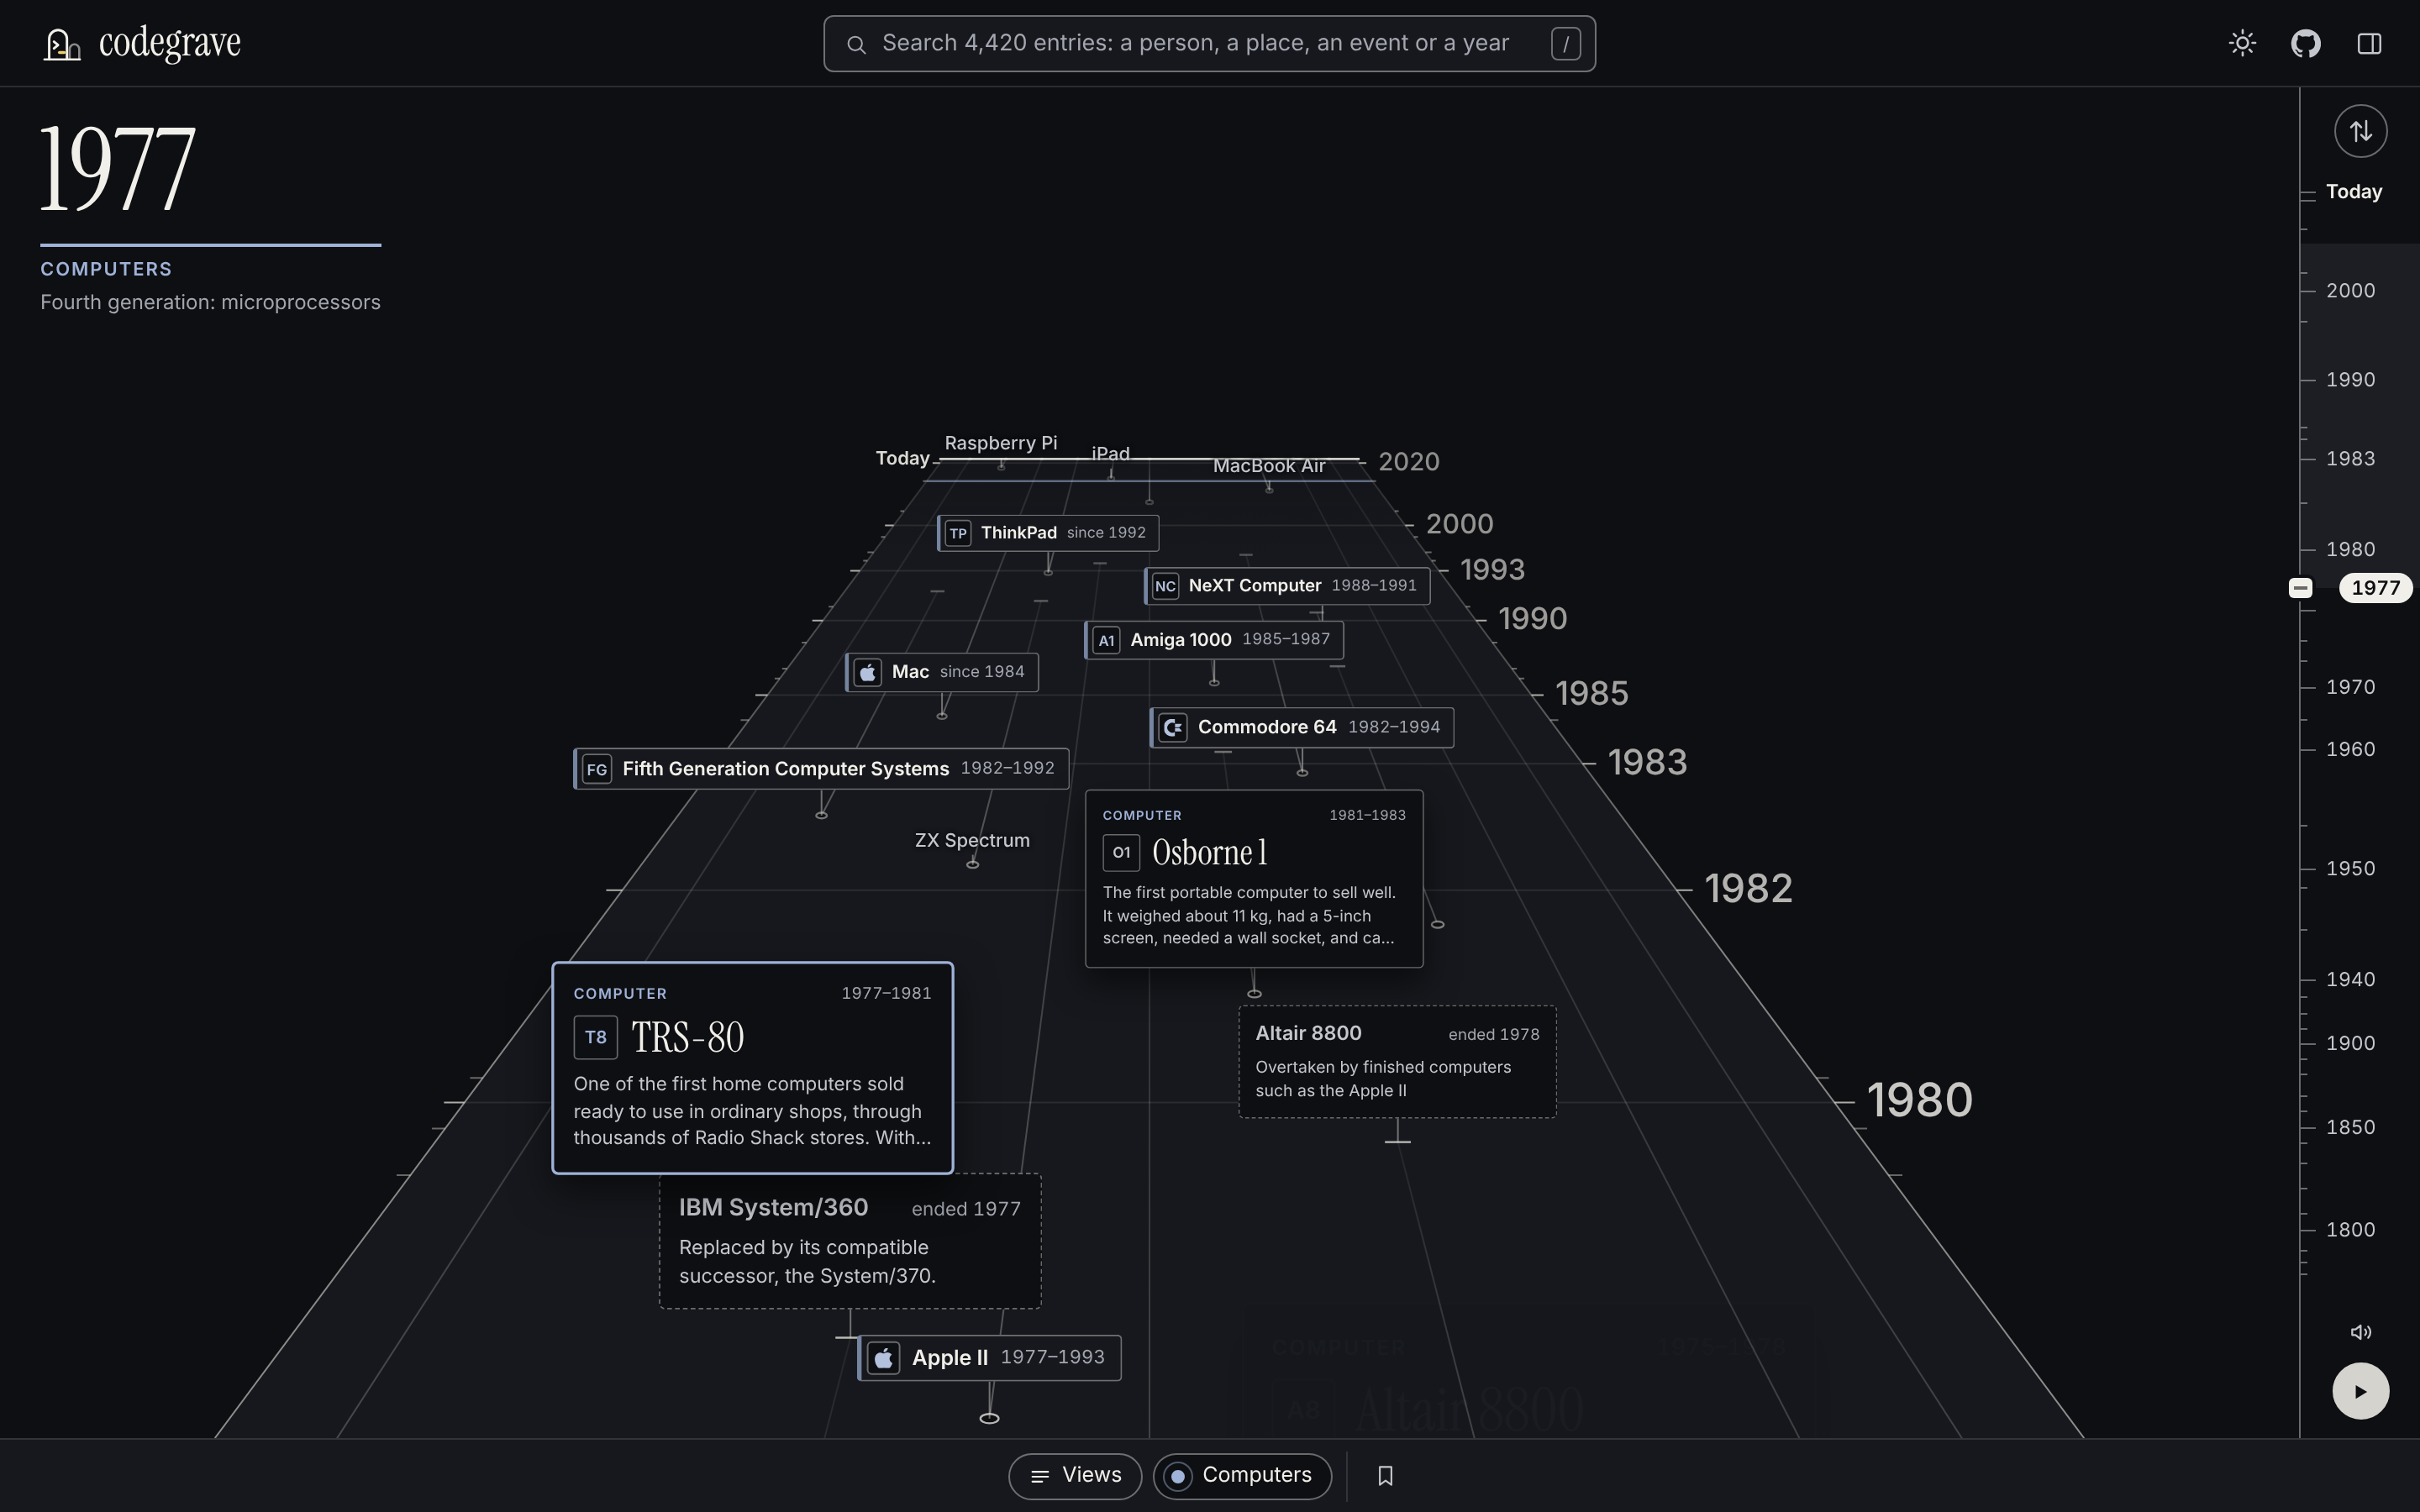 codegrave
Search 4,420 entries: a person, a place, an event or a year
/
1977
COMPUTERS
Fourth generation: microprocessors
Today
Raspberry Pi
iPad
MacBook Air
2020
TP ThinkPad since 1992
2000
NC NeXT Computer 1988–1991
1993
A1 Amiga 1000 1985–1987
1990
Mac since 1984
1985
Commodore 64 1982–1994
FG Fifth Generation Computer Systems 1982–1992
1983
ZX Spectrum
COMPUTER 1981–1983
O1 Osborne 1
The first portable computer to sell well.
It weighed about 11 kg, had a 5-inch
screen, needed a wall socket, and ca...
1982
COMPUTER 1977–1981
T8 TRS-80
One of the first home computers sold
ready to use in ordinary shops, through
thousands of Radio Shack stores. With...
Altair 8800 ended 1978
Overtaken by finished computers
such as the Apple II
1980
IBM System/360 ended 1977
Replaced by its compatible
successor, the System/370.
Apple II 1977–1993
COMPUTER
A8 Altair 8800
Today
2000
1990
1983
1980
1977
1970
1960
1950
1940
1900
1850
1800
Views
Computers